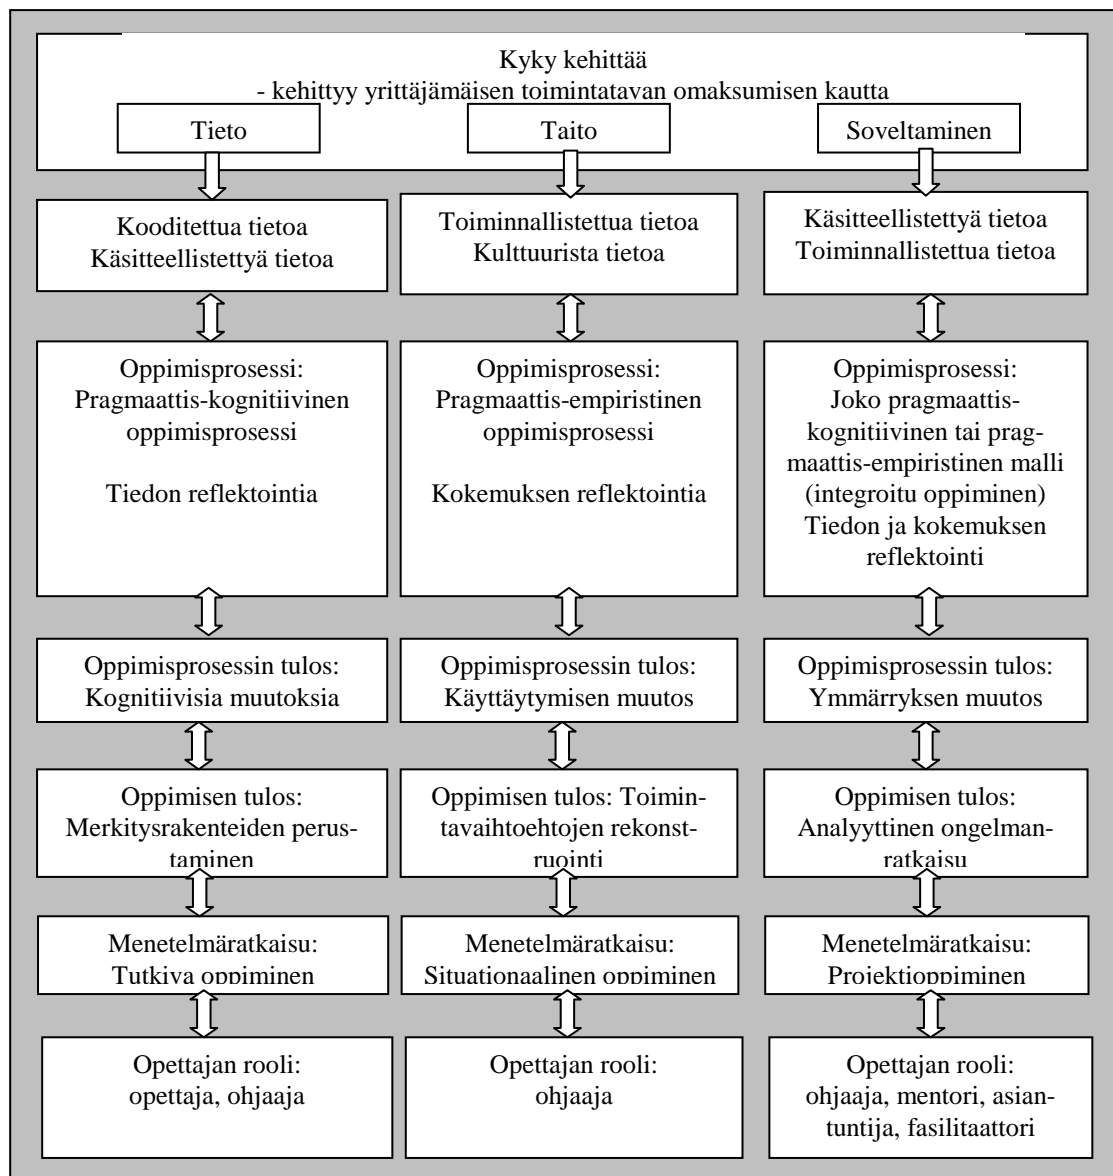 Kyky kehittää
- kehittyy yrittäjämäisen toimintatavan omaksumisen kautta
Tieto
Taito
Soveltaminen
Kooditettua tietoa
Käsitteellistettyä tietoa
Toiminnallistettua tietoa
Kulttuurista tietoa
Käsitteellistettyä tietoa
Toiminnallistettua tietoa
Oppimisprosessi:
Pragmaattis-kognitiivinen
oppimisprosessi
Tiedon reflektointia
Oppimisprosessi:
Pragmaattis-empiristinen
oppimisprosessi
Kokemuksen reflektointia
Oppimisprosessi:
Joko pragmaattis-
kognitiivinen tai prag-
maattis-empiristinen malli
(integroitu oppiminen)
Tiedon ja kokemuksen
reflektointi
Oppimisprosessin tulos:
Kognitiivisia muutoksia
Oppimisprosessin tulos:
Käyttäytymisen muutos
Oppimisprosessin tulos:
Ymmärryksen muutos
Oppimisen tulos:
Merkitysrakenteiden perus-
taminen
Oppimisen tulos: Toimin-
tavaihtoehtojen rekonst-
ruointi
Oppimisen tulos:
Analyyttinen ongelman-
ratkaisu
Menetelmäratkaisu:
Tutkiva oppiminen
Menetelmäratkaisu:
Situationaalinen oppiminen
Menetelmäratkaisu:
Projektioppiminen
Opettajan rooli:
opettaja, ohjaaja
Opettajan rooli:
ohjaaja
Opettajan rooli:
ohjaaja, mentori, asian-
tuntija, fasilitaattori